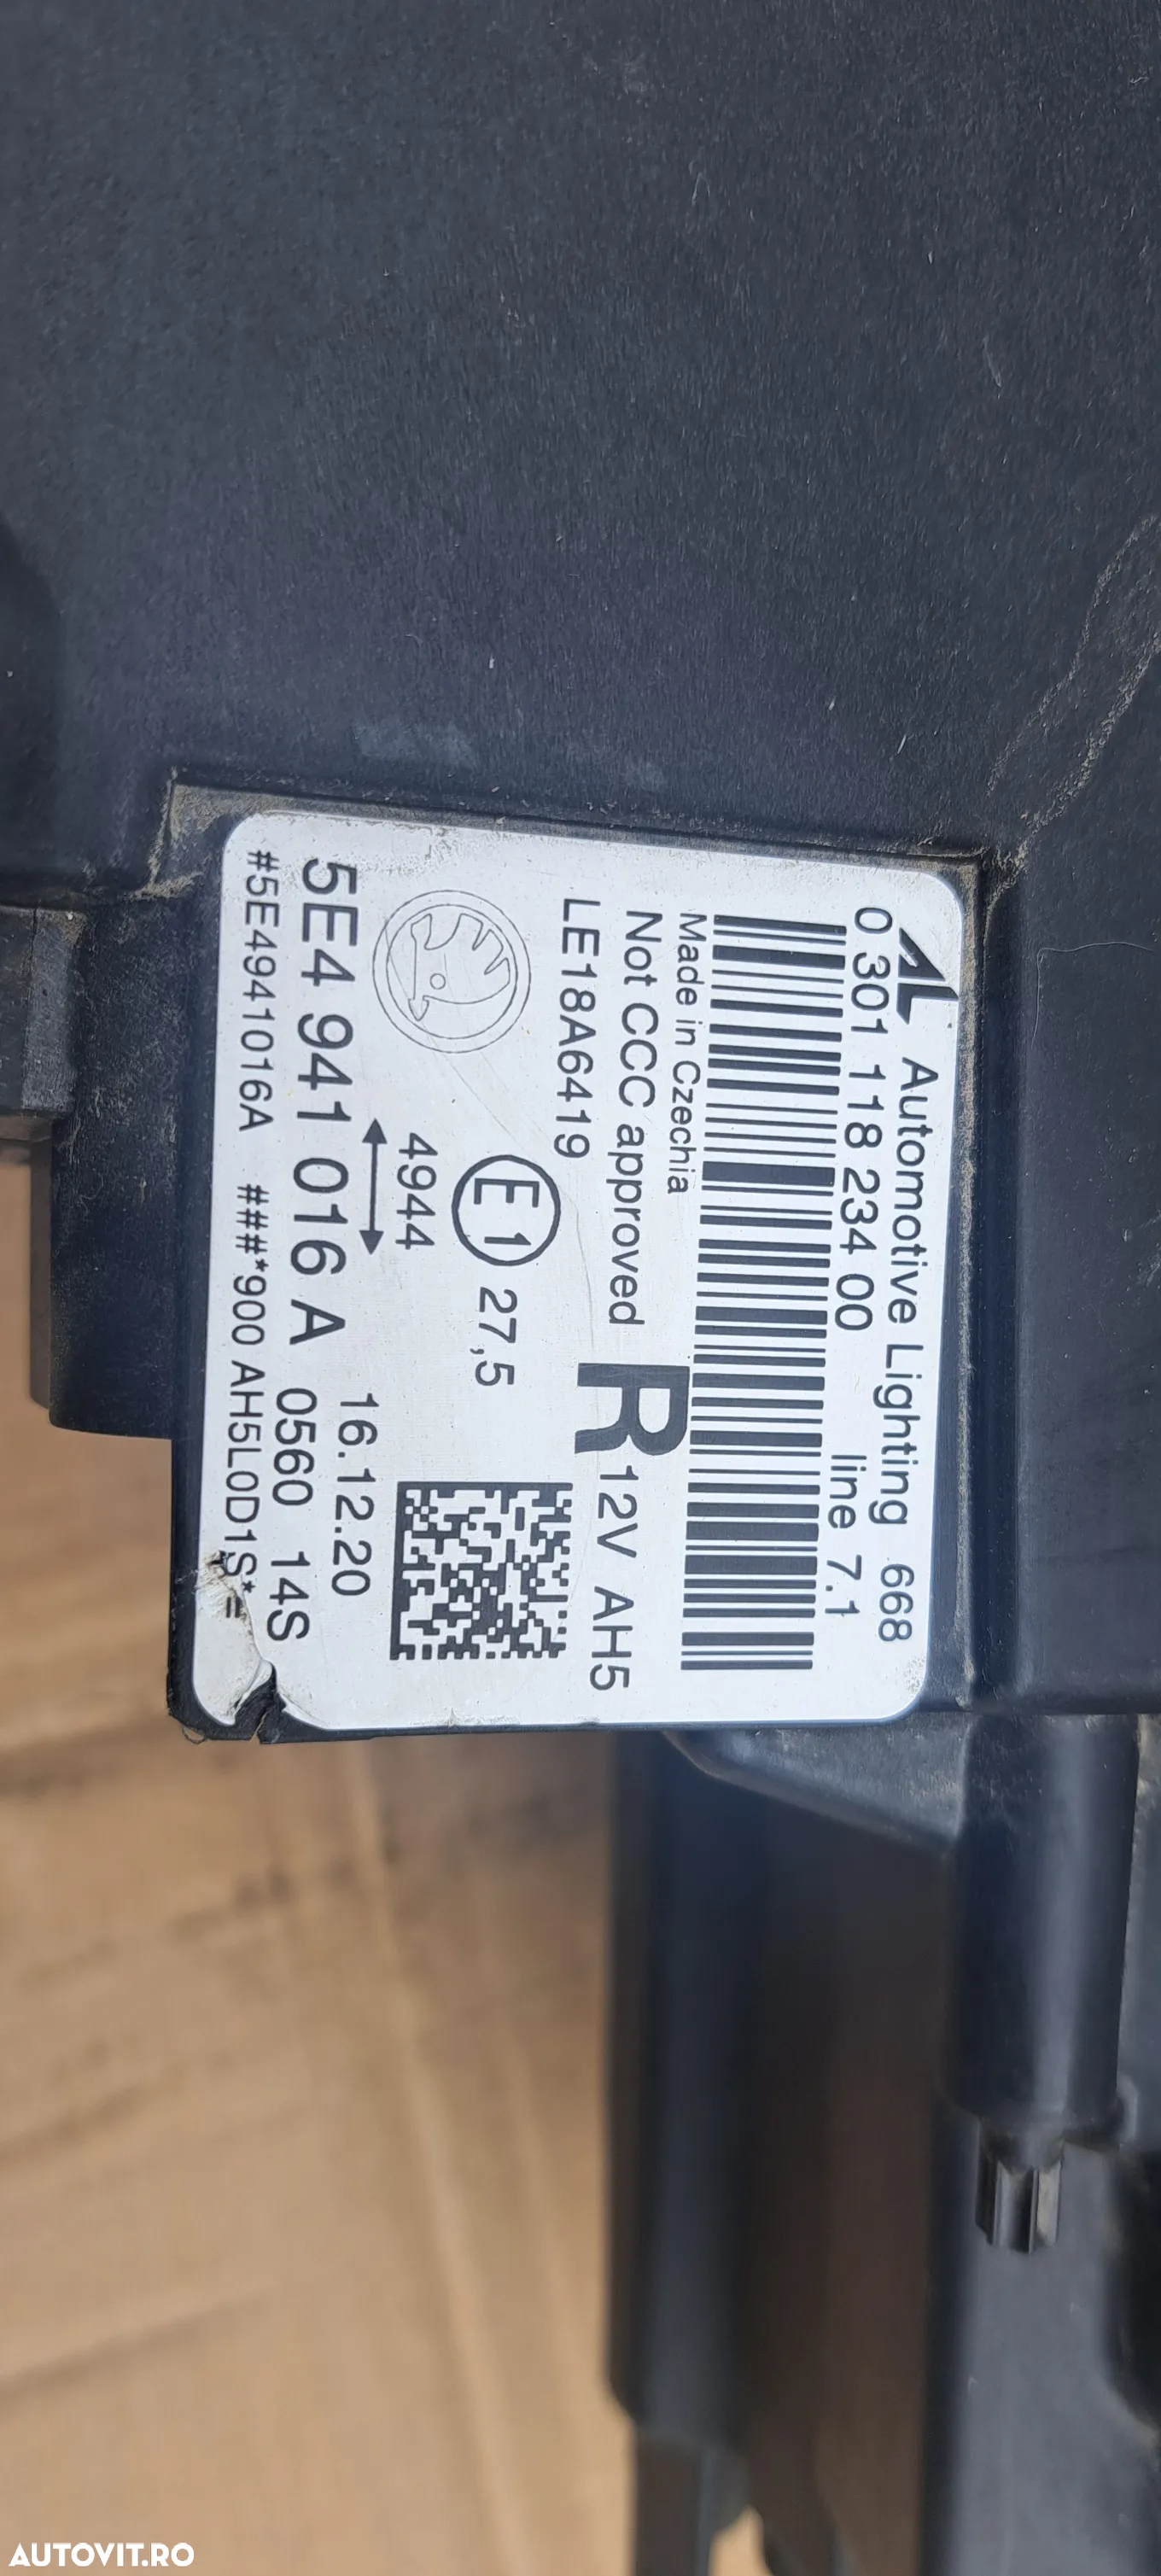 Automotive Lighting 668
0 301 118 234 00 line 7.1
Made in Czechia
Not CCC approved R 12V AH5
LE18A6419
E1 27,5
4944
16.12.20
5E4 941 016 A 0560 14S
#5E4941016A ###*900 AH5L0D1S*=
AUTOVIT.RO